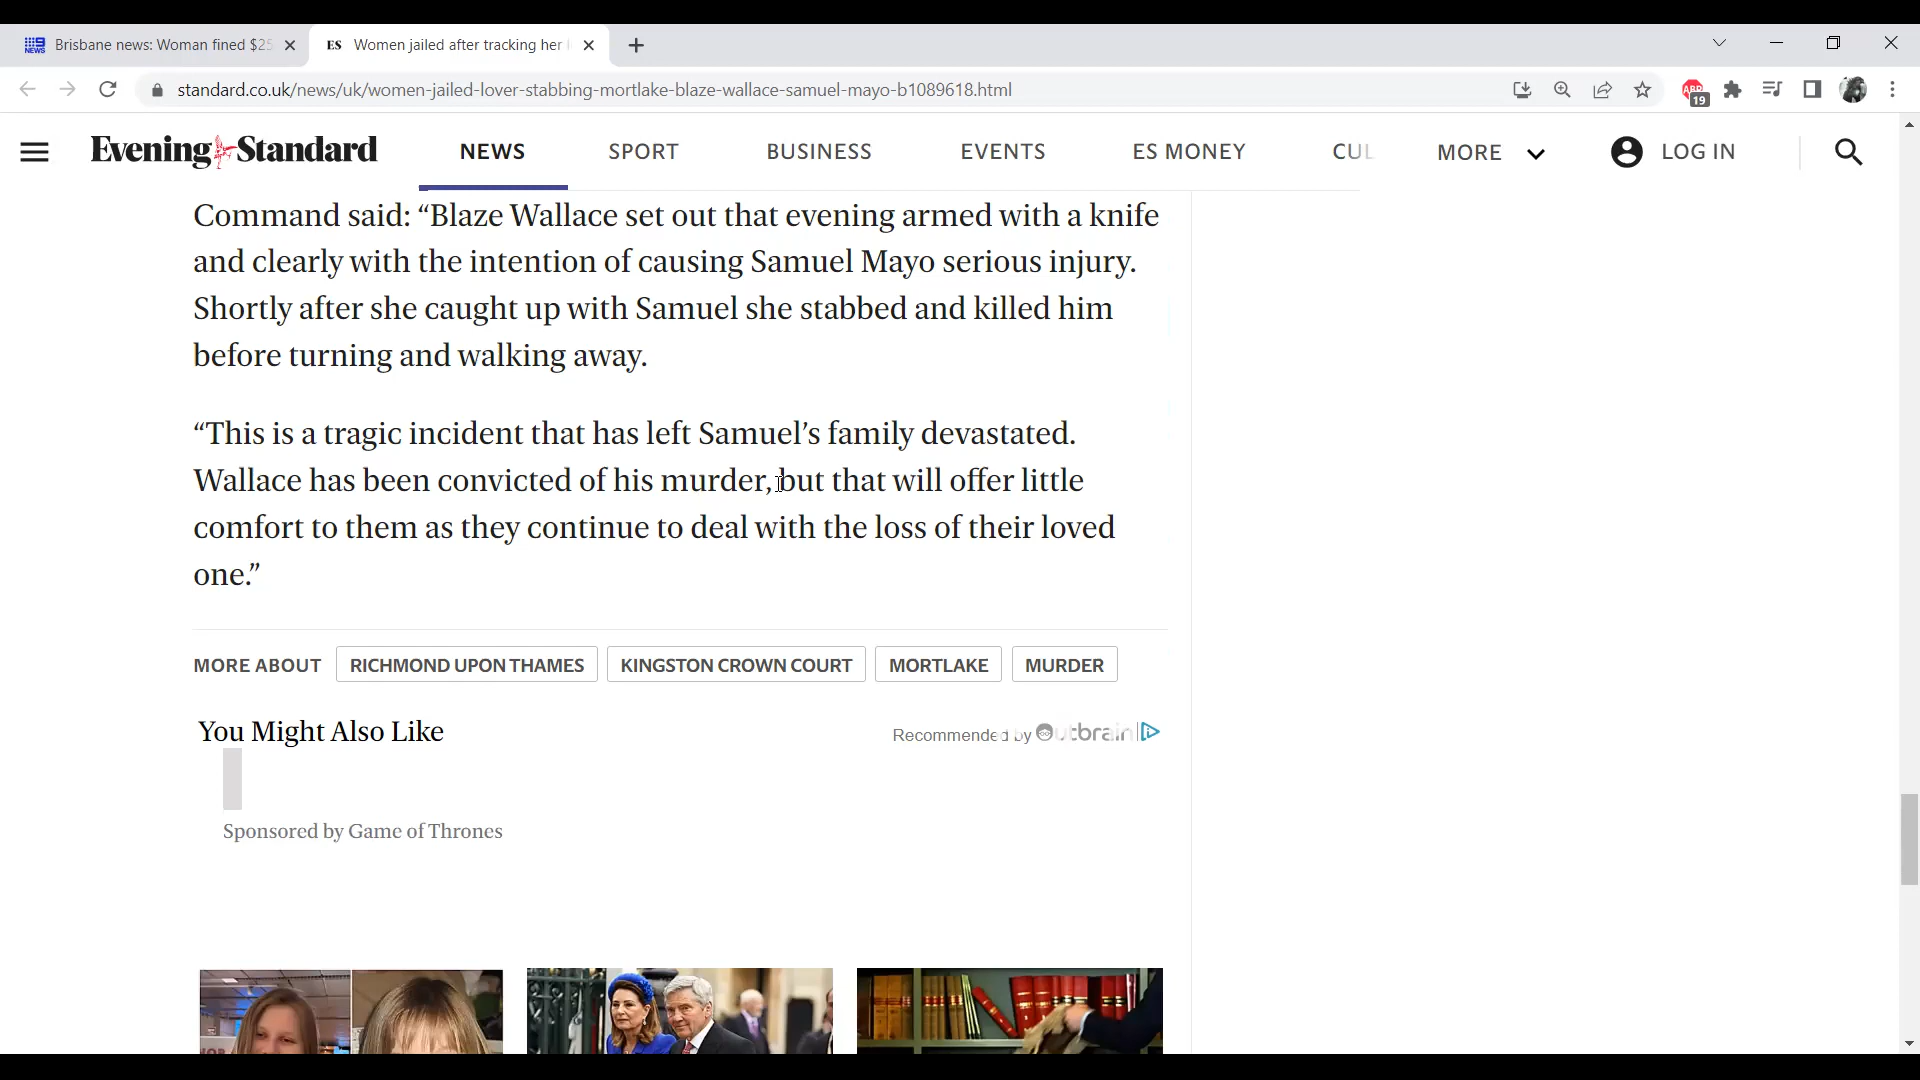 Brisbane news: Woman fined $25
ES Women jailed after tracking her
standard.co.uk/news/uk/women-jailed-lover-stabbing-mortlake-blaze-wallace-samuel-mayo-b1089618.html
ABP
19
Evening Standard
NEWS SPORT BUSINESS EVENTS ES MONEY CUL MORE LOG IN
Command said: “Blaze Wallace set out that evening armed with a knife
and clearly with the intention of causing Samuel Mayo serious injury.
Shortly after she caught up with Samuel she stabbed and killed him
before turning and walking away.
“This is a tragic incident that has left Samuel’s family devastated.
Wallace has been convicted of his murder, but that will offer little
comfort to them as they continue to deal with the loss of their loved
one.”
MORE ABOUT RICHMOND UPON THAMES KINGSTON CROWN COURT MORTLAKE MURDER
You Might Also Like
Recommended by Outbrain
Sponsored by Game of Thrones